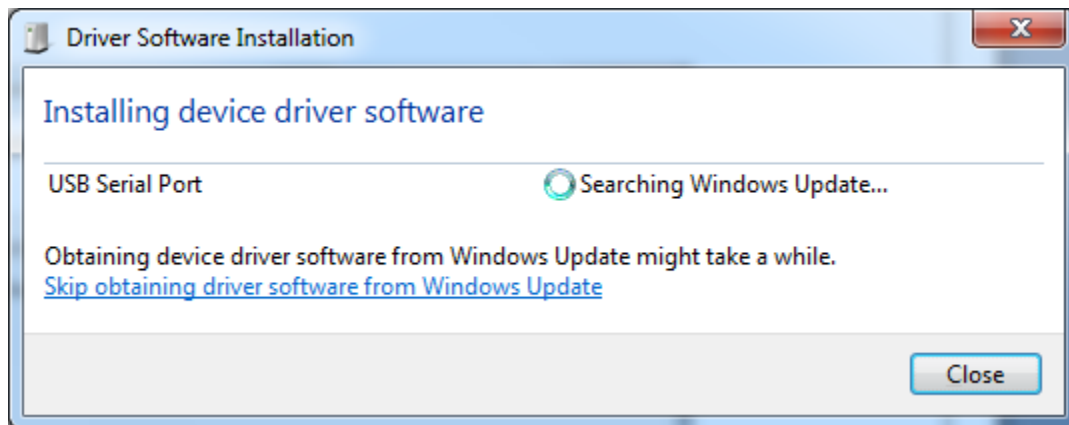 Driver Software Installation
Installing device driver software
USB Serial Port
Searching Windows Update...
Obtaining device driver software from Windows Update might take a while.
Skip obtaining driver software from Windows Update
Close